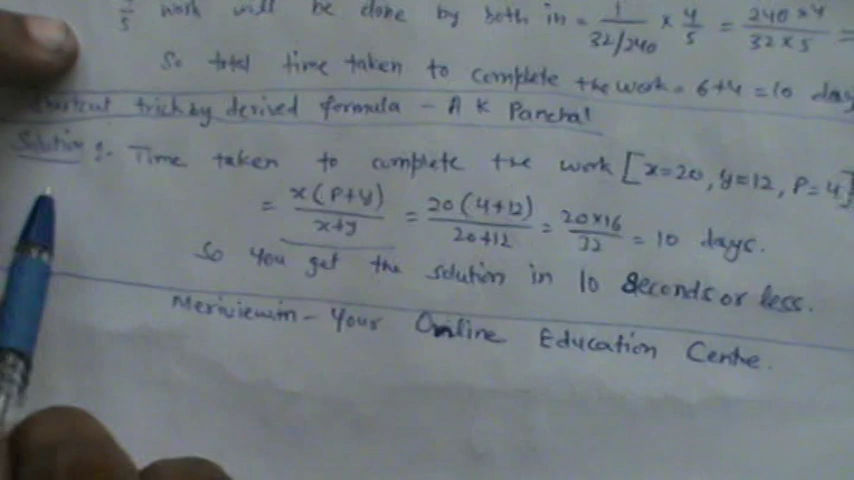 4/5 work will be done by both in = 1/(32/240) × 4/5 = (240×4)/(32×5) =
So total time taken to complete the work = 6+4 = 10 days
Shortcut trick by derived formula - A K Panchal
Solution :- Time taken to complete the work [x=20, y=12, P=4]
= x(P+y)/(x+y) = 20(4+12)/(20+12) = 20×16/32 = 10 days.
So you get the solution in 10 Seconds or less.
Meriviewin - Your Online Education Centre.